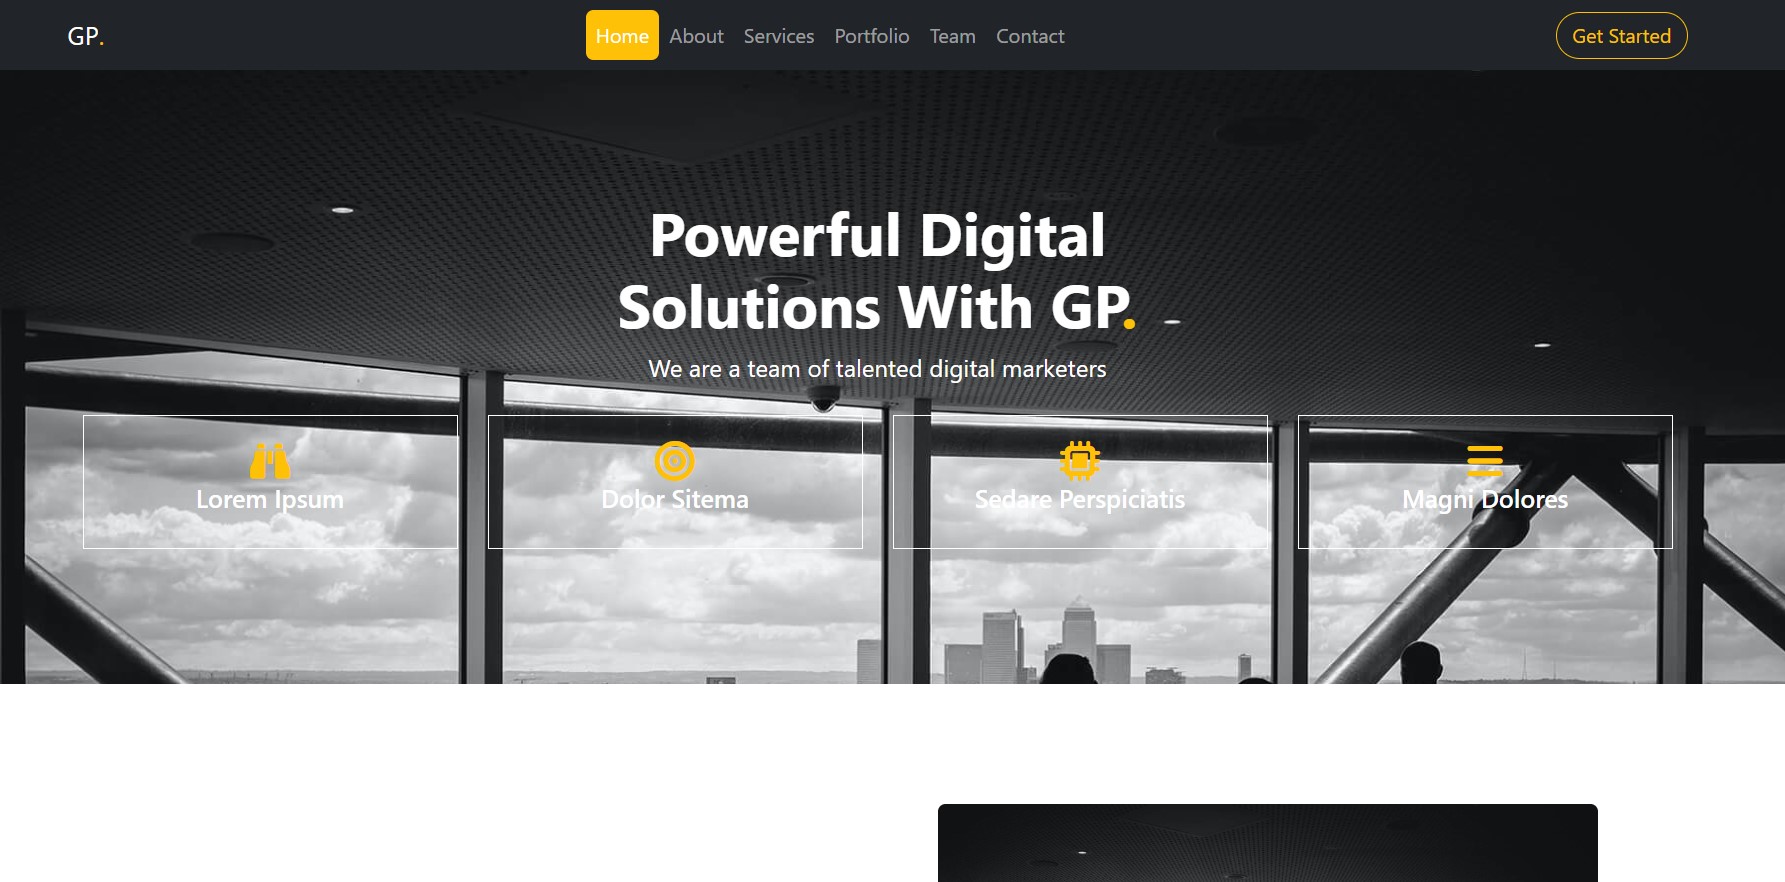 GP.
Home About Services Portfolio Team Contact
Get Started
Powerful Digital
Solutions With GP.
We are a team of talented digital marketers
Lorem Ipsum
Dolor Sitema
Sedare Perspiciatis
Magni Dolores